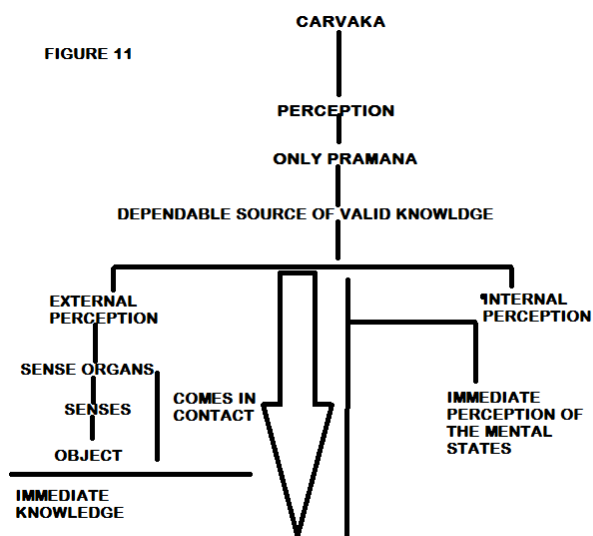 CARVAKA
FIGURE 11
PERCEPTION
ONLY PRAMANA
DEPENDABLE SOURCE OF VALID KNOWLDGE
EXTERNAL
PERCEPTION
SENSE ORGANS
SENSES
OBJECT
IMMEDIATE
KNOWLEDGE
COMES IN
CONTACT
INTERNAL
PERCEPTION
IMMEDIATE
PERCEPTION OF
THE MENTAL
STATES